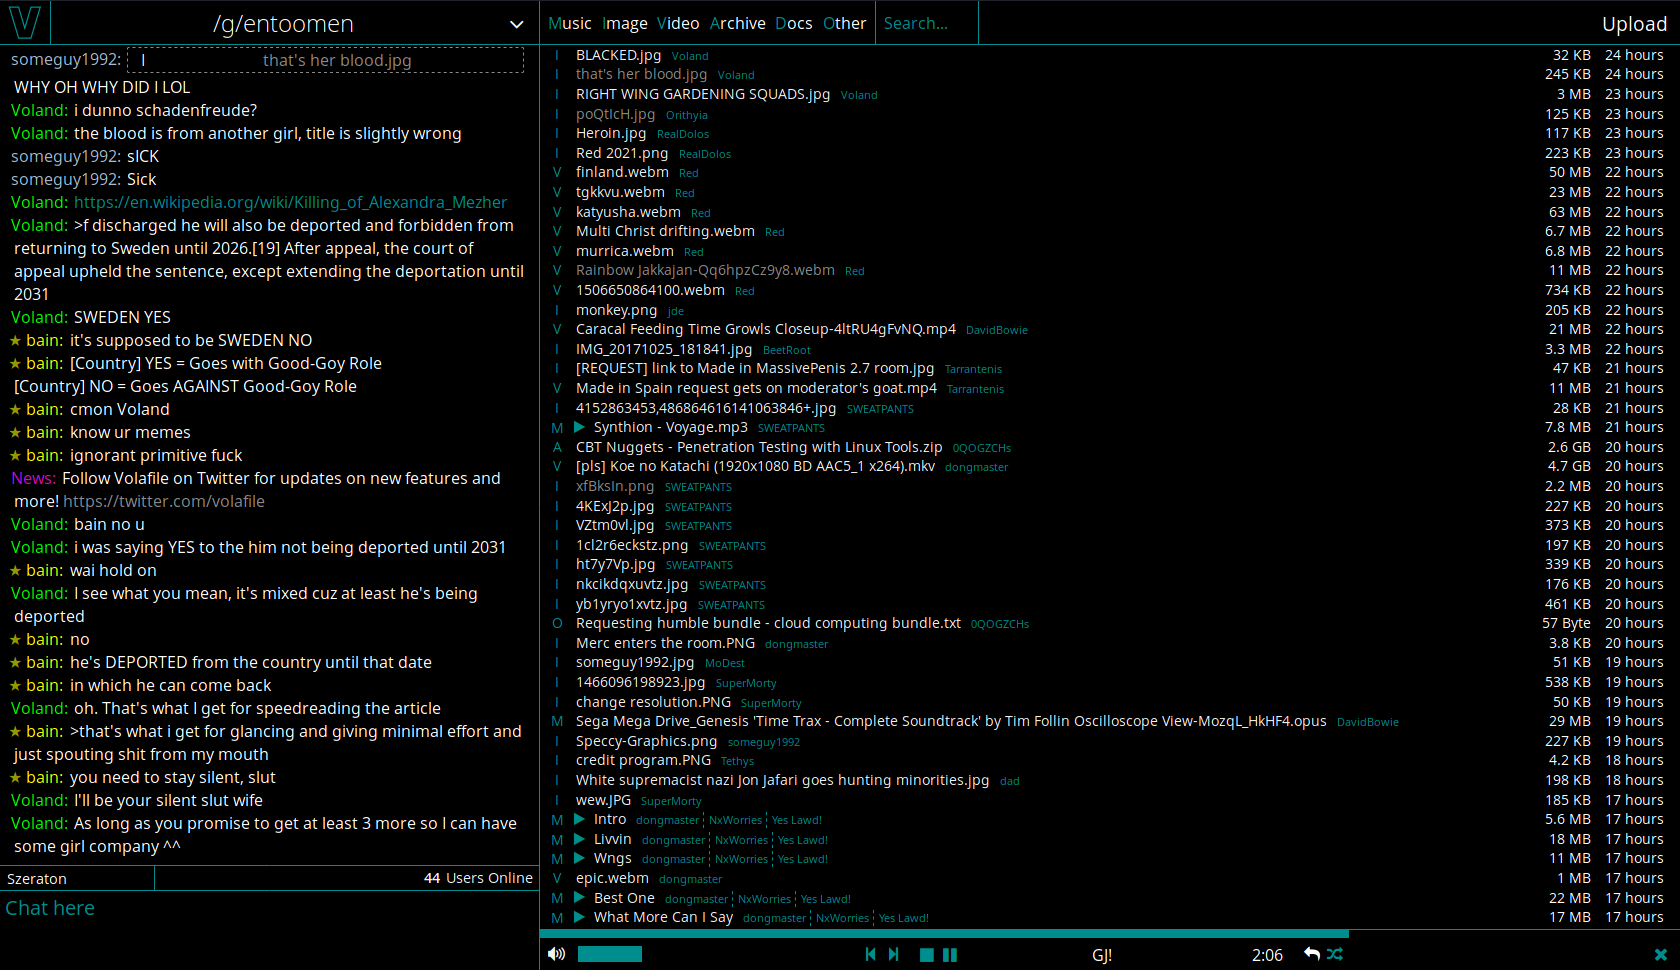 V /g/entoomen
someguy1992: I that's her blood.jpg
WHY OH WHY DID I LOL
Voland: i dunno schadenfreude?
Voland: the blood is from another girl, title is slightly wrong
someguy1992: sICK
someguy1992: Sick
Voland: https://en.wikipedia.org/wiki/Killing_of_Alexandra_Mezher
Voland: >f discharged he will also be deported and forbidden from
returning to Sweden until 2026.[19] After appeal, the court of
appeal upheld the sentence, except extending the deportation until
2031
Voland: SWEDEN YES
★ bain: it's supposed to be SWEDEN NO
★ bain: [Country] YES = Goes with Good-Goy Role
[Country] NO = Goes AGAINST Good-Goy Role
★ bain: cmon Voland
★ bain: know ur memes
★ bain: ignorant primitive fuck
News: Follow Volafile on Twitter for updates on new features and
more! https://twitter.com/volafile
Voland: bain no u
Voland: i was saying YES to the him not being deported until 2031
★ bain: wai hold on
Voland: I see what you mean, it's mixed cuz at least he's being
deported
★ bain: no
★ bain: he's DEPORTED from the country until that date
★ bain: in which he can come back
Voland: oh. That's what I get for speedreading the article
★ bain: >that's what i get for glancing and giving minimal effort and
just spouting shit from my mouth
★ bain: you need to stay silent, slut
Voland: I'll be your silent slut wife
Voland: As long as you promise to get at least 3 more so I can have
some girl company ^^
Szeraton 44 Users Online
Chat here
Music Image Video Archive Docs Other Search... Upload
I BLACKED.jpg Voland 32 KB 24 hours
I that's her blood.jpg Voland 245 KB 24 hours
I RIGHT WING GARDENING SQUADS.jpg Voland 3 MB 23 hours
I poQtIcH.jpg Orithyia 125 KB 23 hours
I Heroin.jpg RealDolos 117 KB 23 hours
I Red 2021.png RealDolos 223 KB 23 hours
V finland.webm Red 50 MB 22 hours
V tgkkvu.webm Red 23 MB 22 hours
V katyusha.webm Red 63 MB 22 hours
V Multi Christ drifting.webm Red 6.7 MB 22 hours
V murrica.webm Red 6.8 MB 22 hours
V Rainbow Jakkajan-Qq6hpzCz9y8.webm Red 11 MB 22 hours
V 1506650864100.webm Red 734 KB 22 hours
I monkey.png jde 205 KB 22 hours
V Caracal Feeding Time Growls Closeup-4ltRU4gFvNQ.mp4 DavidBowie 21 MB 22 hours
I IMG_20171025_181841.jpg BeetRoot 3.3 MB 22 hours
I [REQUEST] link to Made in MassivePenis 2.7 room.jpg Tarrantenis 47 KB 21 hours
V Made in Spain request gets on moderator's goat.mp4 Tarrantenis 11 MB 21 hours
I 4152863453,486864616141063846+.jpg SWEATPANTS 28 KB 21 hours
M Synthion - Voyage.mp3 SWEATPANTS 7.8 MB 21 hours
A CBT Nuggets - Penetration Testing with Linux Tools.zip 0QOGZCHs 2.6 GB 20 hours
V [pls] Koe no Katachi (1920x1080 BD AAC5_1 x264).mkv dongmaster 4.7 GB 20 hours
I xfBksIn.png SWEATPANTS 2.2 MB 20 hours
I 4KExJ2p.jpg SWEATPANTS 227 KB 20 hours
I VZtm0vl.jpg SWEATPANTS 373 KB 20 hours
I 1cl2r6eckstz.png SWEATPANTS 197 KB 20 hours
I ht7y7Vp.jpg SWEATPANTS 339 KB 20 hours
I nkcikdqxuvtz.jpg SWEATPANTS 176 KB 20 hours
I yb1yryo1xvtz.jpg SWEATPANTS 461 KB 20 hours
O Requesting humble bundle - cloud computing bundle.txt 0QOGZCHs 57 Byte 20 hours
I Merc enters the room.PNG dongmaster 3.8 KB 20 hours
I someguy1992.jpg MoDest 51 KB 19 hours
I 1466096198923.jpg SuperMorty 538 KB 19 hours
I change resolution.PNG SuperMorty 50 KB 19 hours
M Sega Mega Drive_Genesis 'Time Trax - Complete Soundtrack' by Tim Follin Oscilloscope View-MozqL_HkHF4.opus DavidBowie 29 MB 19 hours
I Speccy-Graphics.png someguy1992 227 KB 19 hours
I credit program.PNG Tethys 4.2 KB 18 hours
I White supremacist nazi Jon Jafari goes hunting minorities.jpg dad 198 KB 18 hours
I wew.JPG SuperMorty 185 KB 17 hours
M Intro dongmaster NxWorries Yes Lawd! 5.6 MB 17 hours
M Livvin dongmaster NxWorries Yes Lawd! 18 MB 17 hours
M Wngs dongmaster NxWorries Yes Lawd! 11 MB 17 hours
V epic.webm dongmaster 1 MB 17 hours
M Best One dongmaster NxWorries Yes Lawd! 22 MB 17 hours
M What More Can I Say dongmaster NxWorries Yes Lawd! 17 MB 17 hours
GJ! 2:06